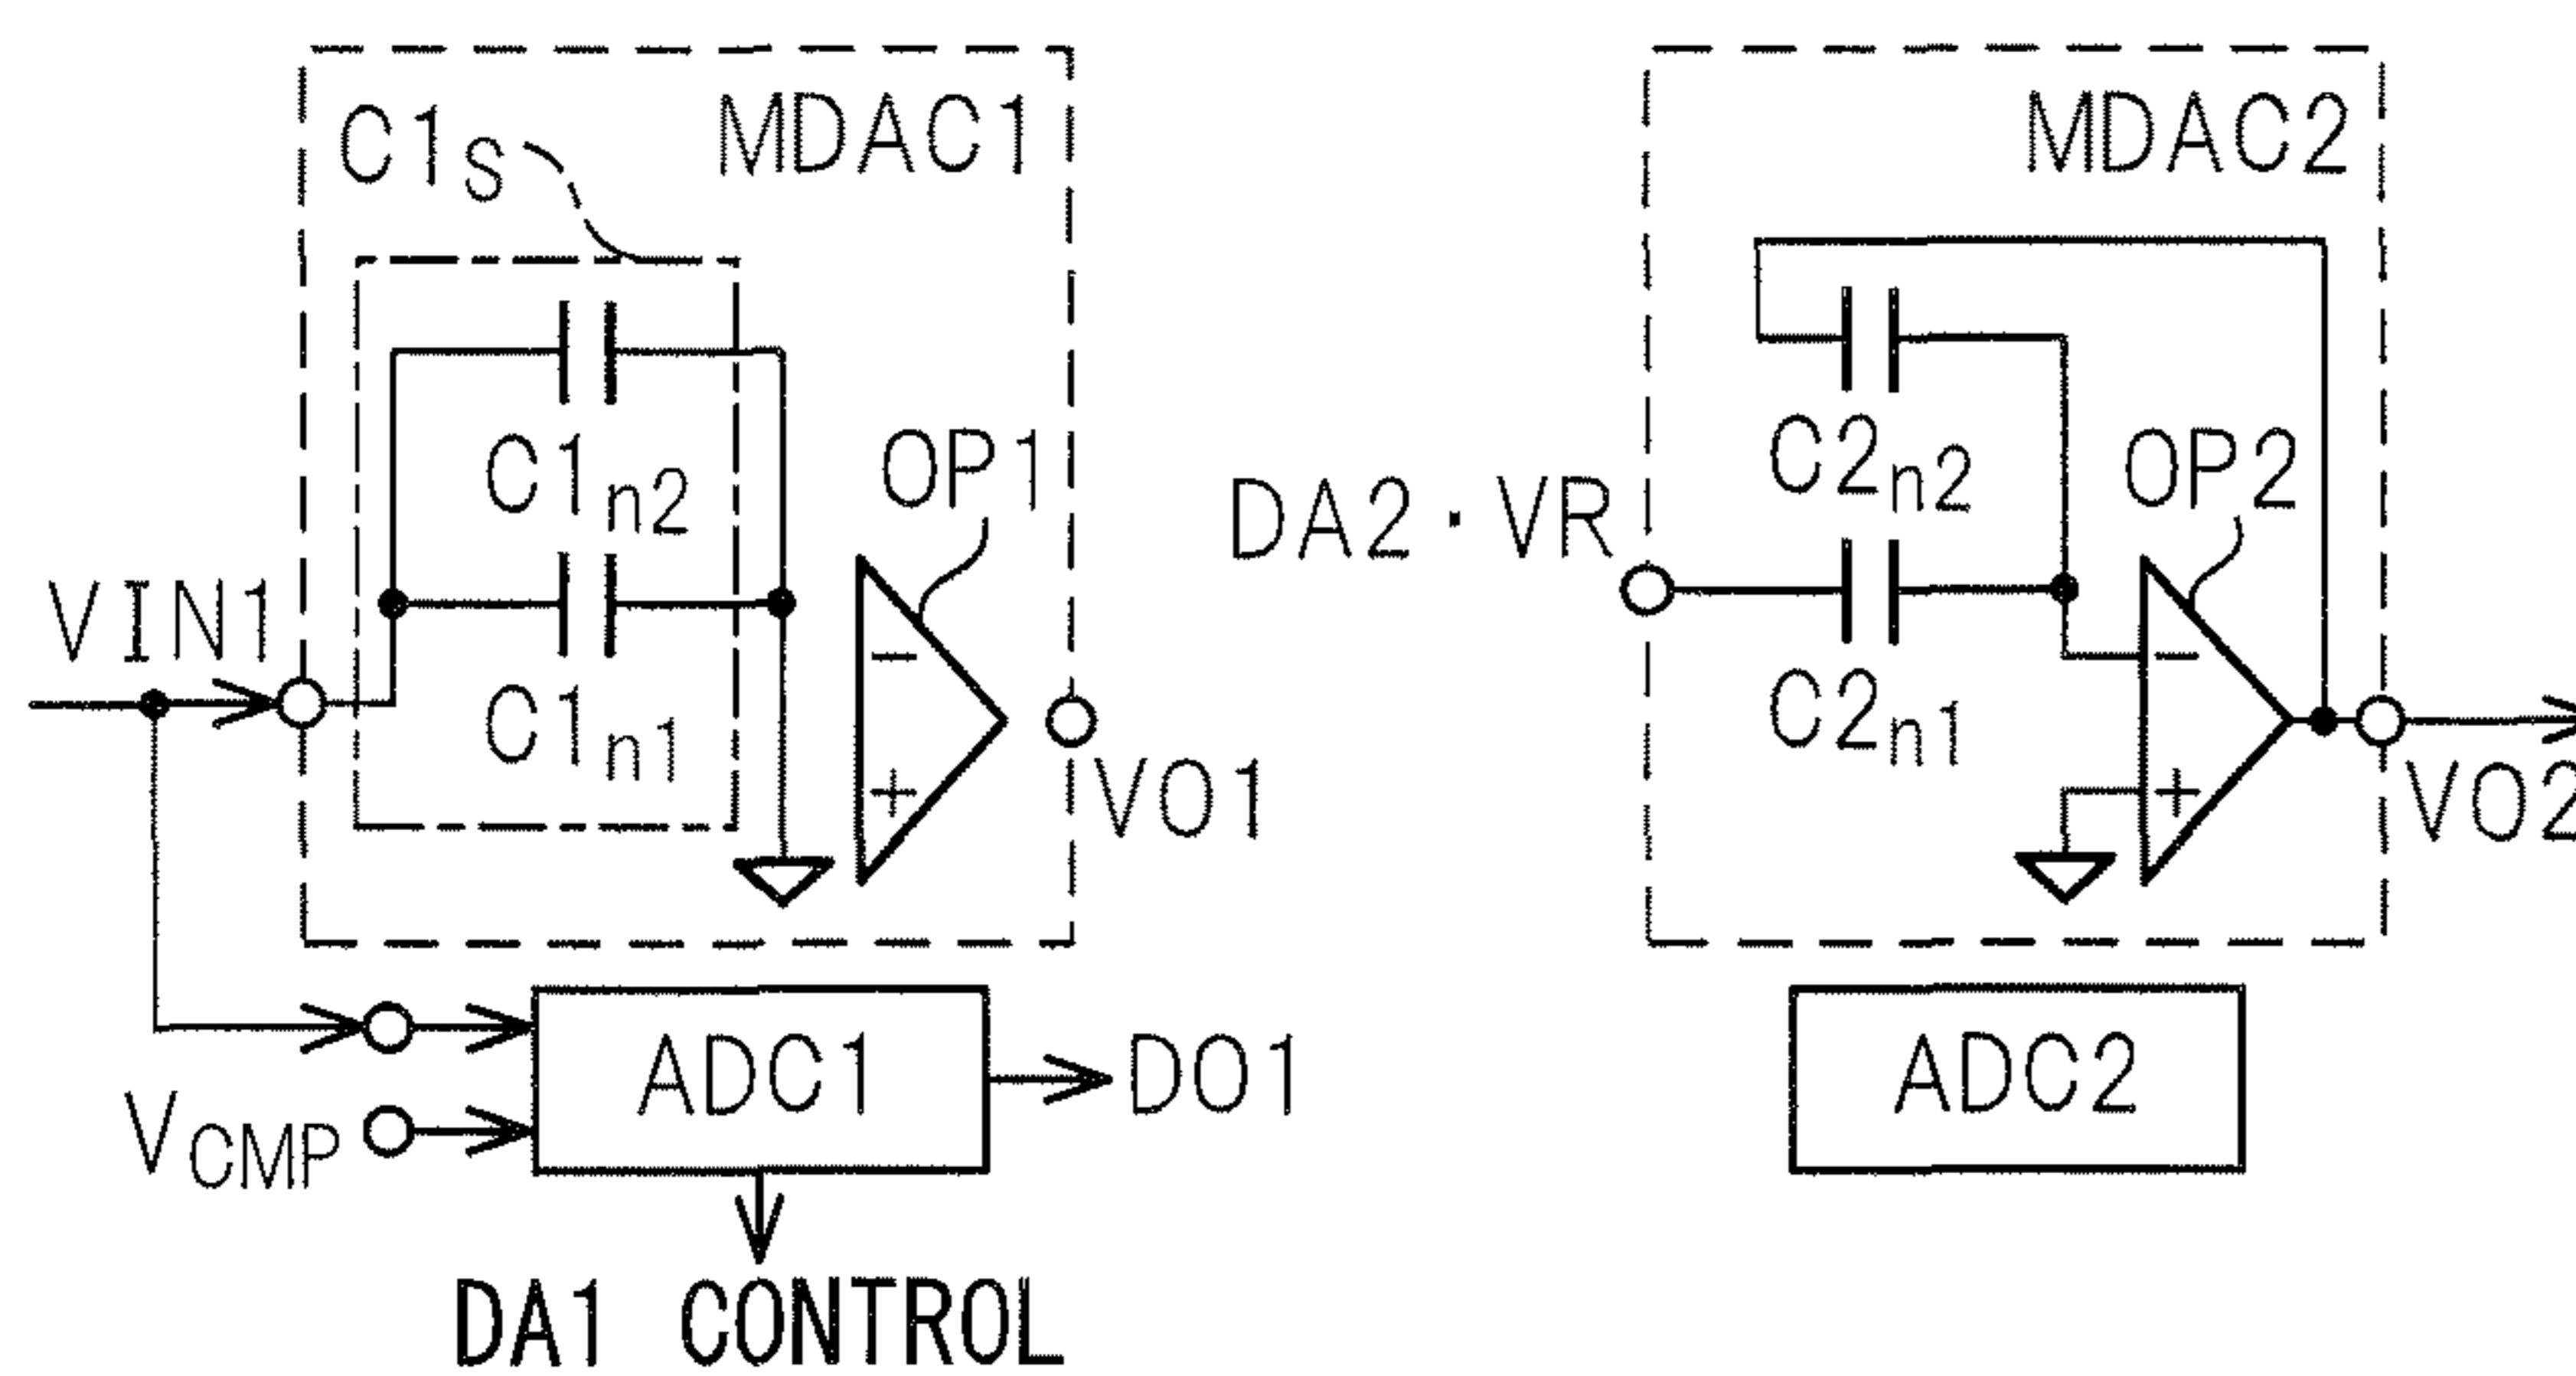 C1S
MDAC1
C1n2
OP1
VIN1
C1n1
VO1
VCMP
ADC1
DO1
DA1 CONTROL
MDAC2
C2n2
OP2
DA2·VR
C2n1
VO2
ADC2
−
+
−
+